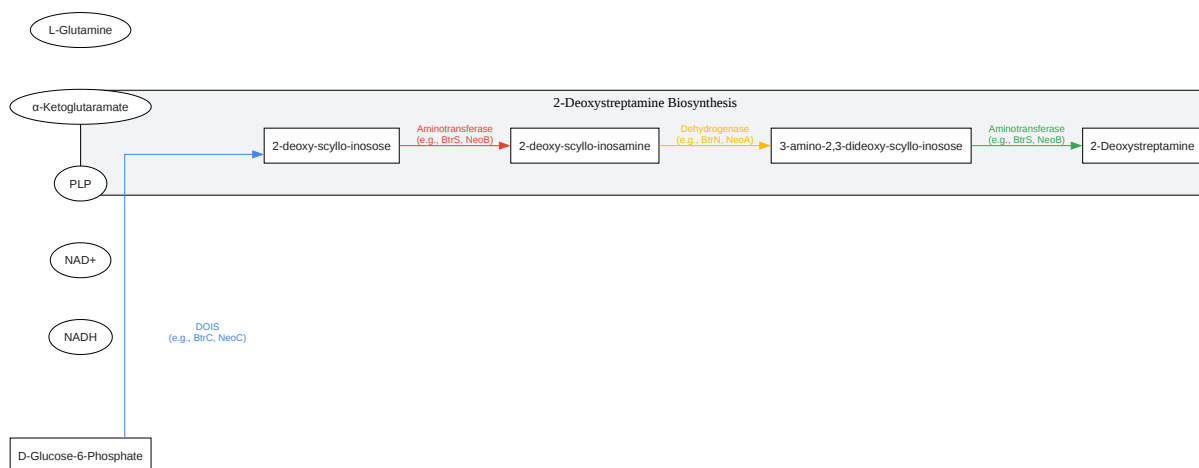 L-Glutamine
α-Ketoglutaramate
2-Deoxystreptamine Biosynthesis
2-deoxy-scyllo-inosose
Aminotransferase
(e.g., BtrS, NeoB)
2-deoxy-scyllo-inosamine
Dehydrogenase
(e.g., BtrN, NeoA)
3-amino-2,3-dideoxy-scyllo-inosose
Aminotransferase
(e.g., BtrS, NeoB)
2-Deoxystreptamine
PLP
NAD+
NADH
DOIS
(e.g., BtrC, NeoC)
D-Glucose-6-Phosphate